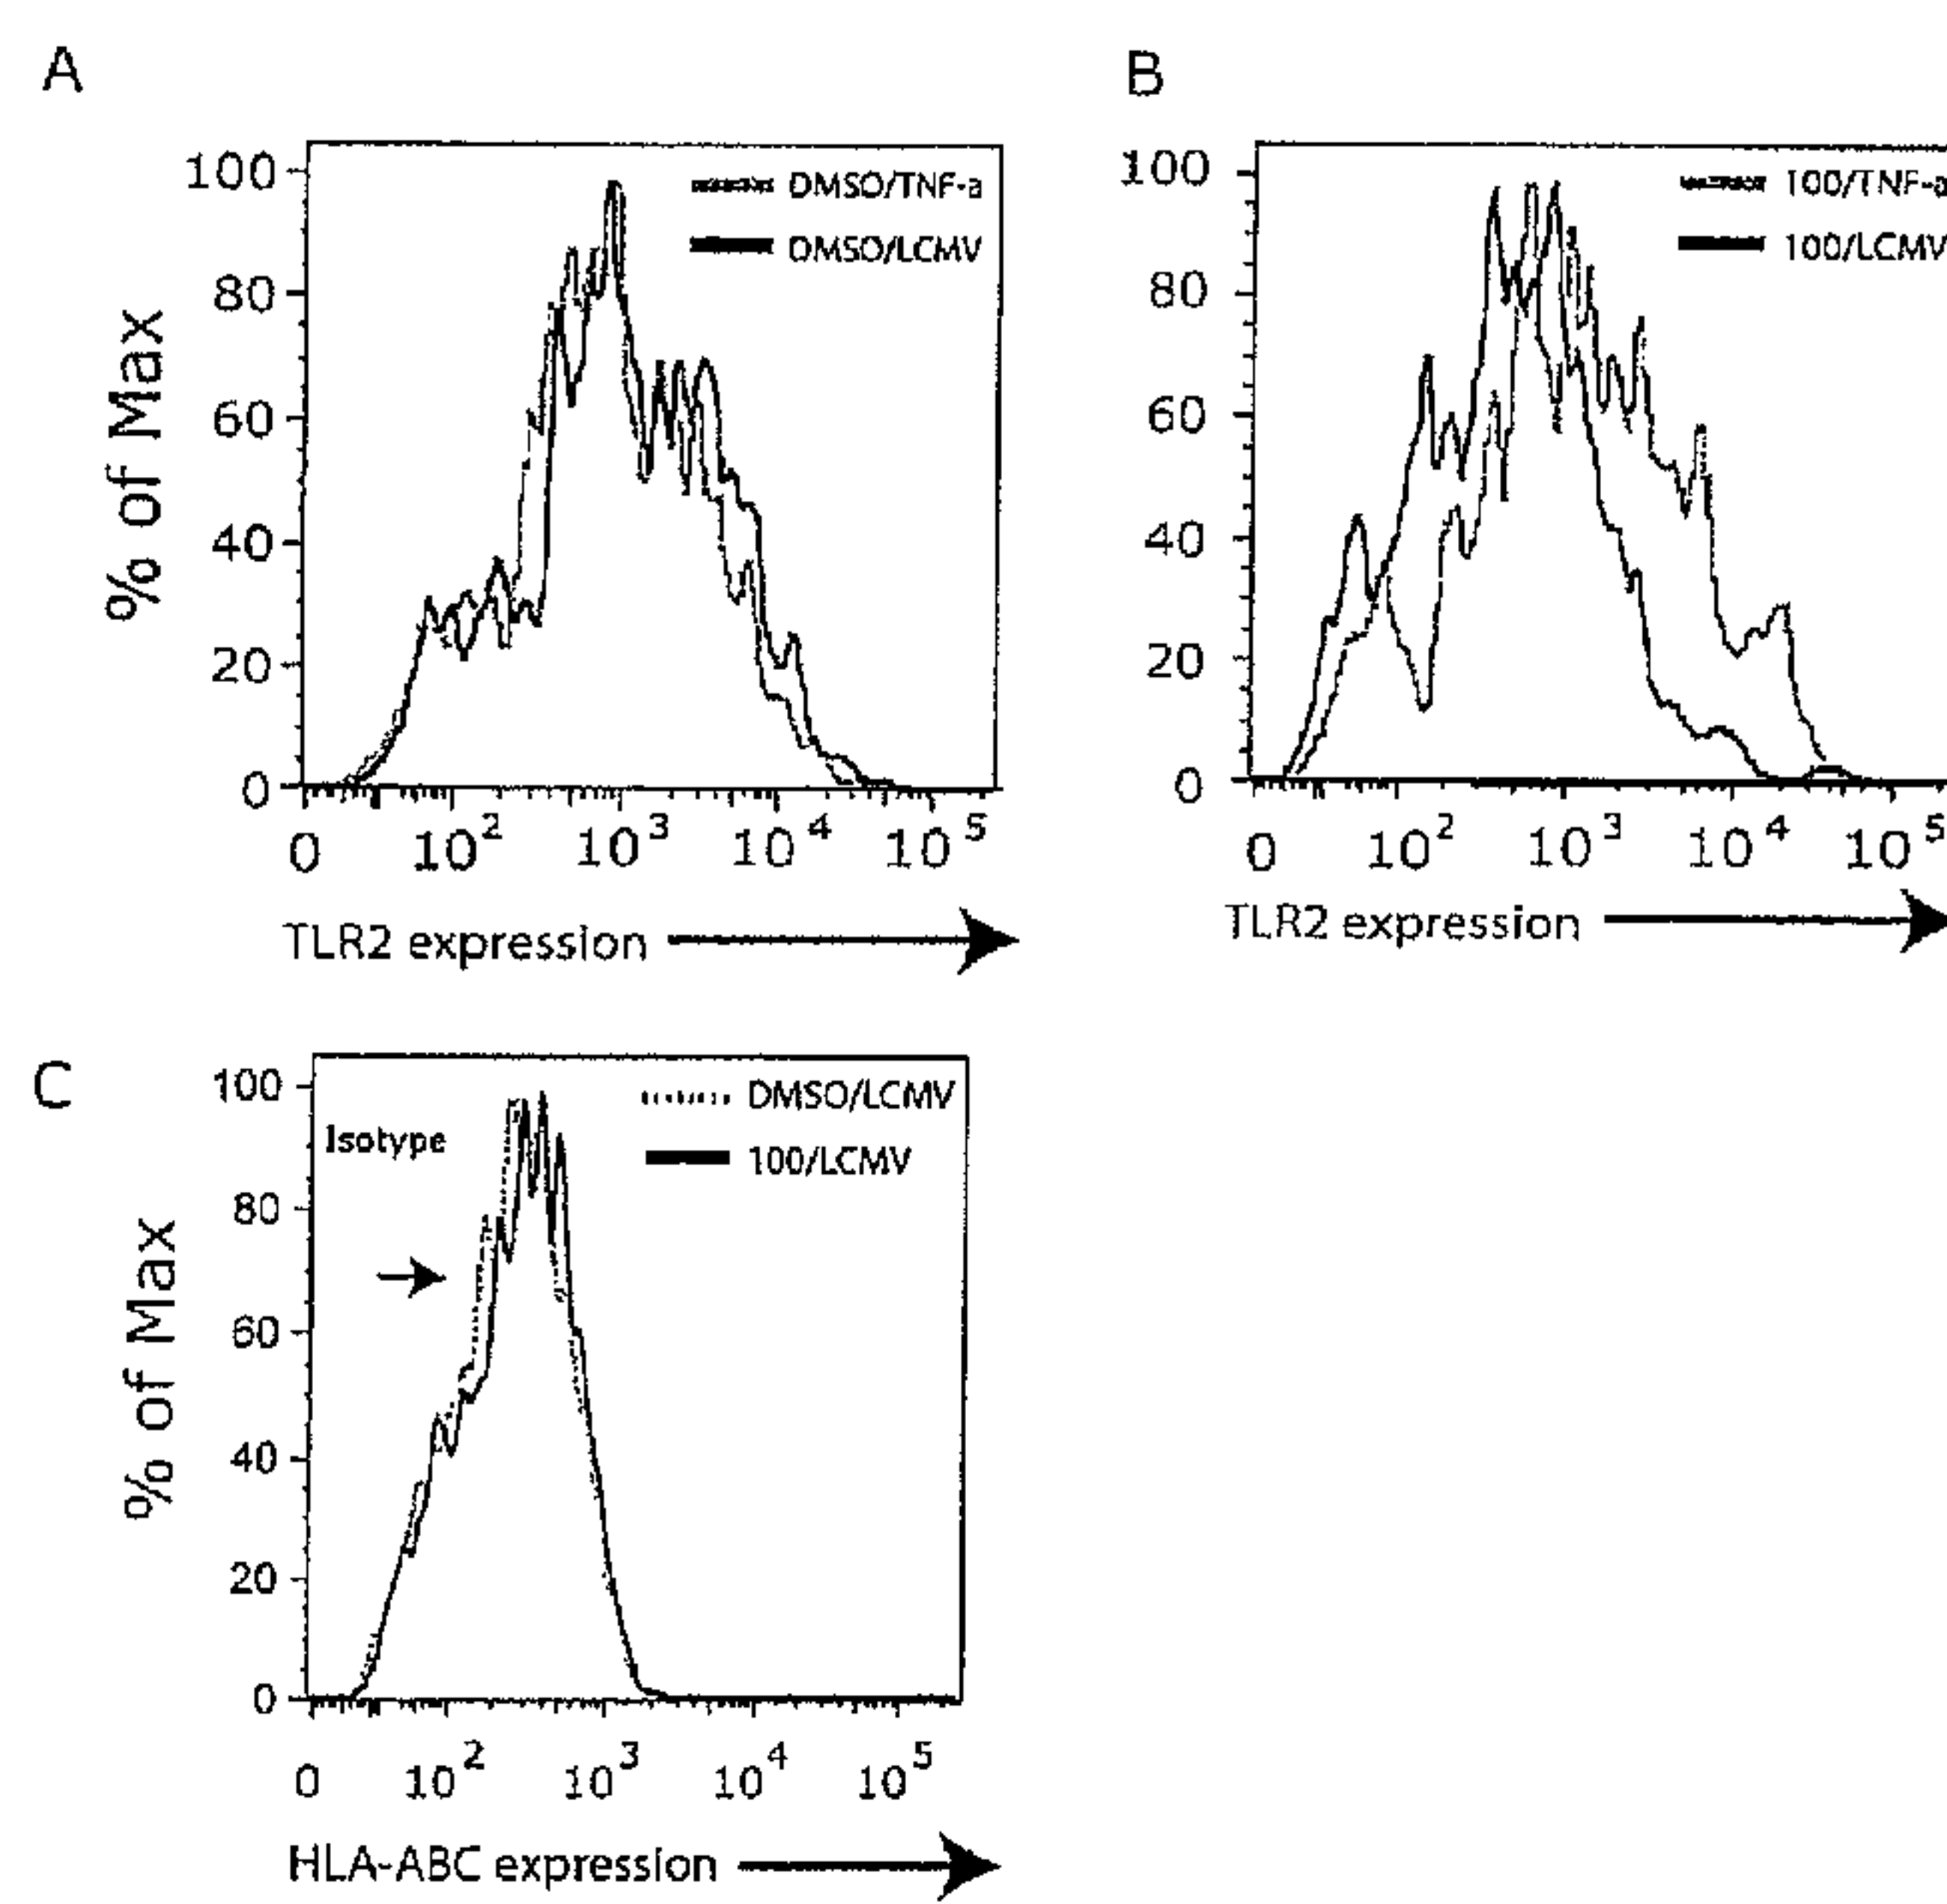 A
% of Max
100
80
60
40
20
0
DMSO/TNF-a
DMSO/LCMV
0 10^2 10^3 10^4 10^5
TLR2 expression
B
100
80
60
40
20
0
100/TNF-a
100/LCMV
0 10^2 10^3 10^4 10^5
TLR2 expression
C
% of Max
100
80
60
40
20
0
Isotype
DMSO/LCMV
100/LCMV
0 10^2 10^3 10^4 10^5
HLA-ABC expression